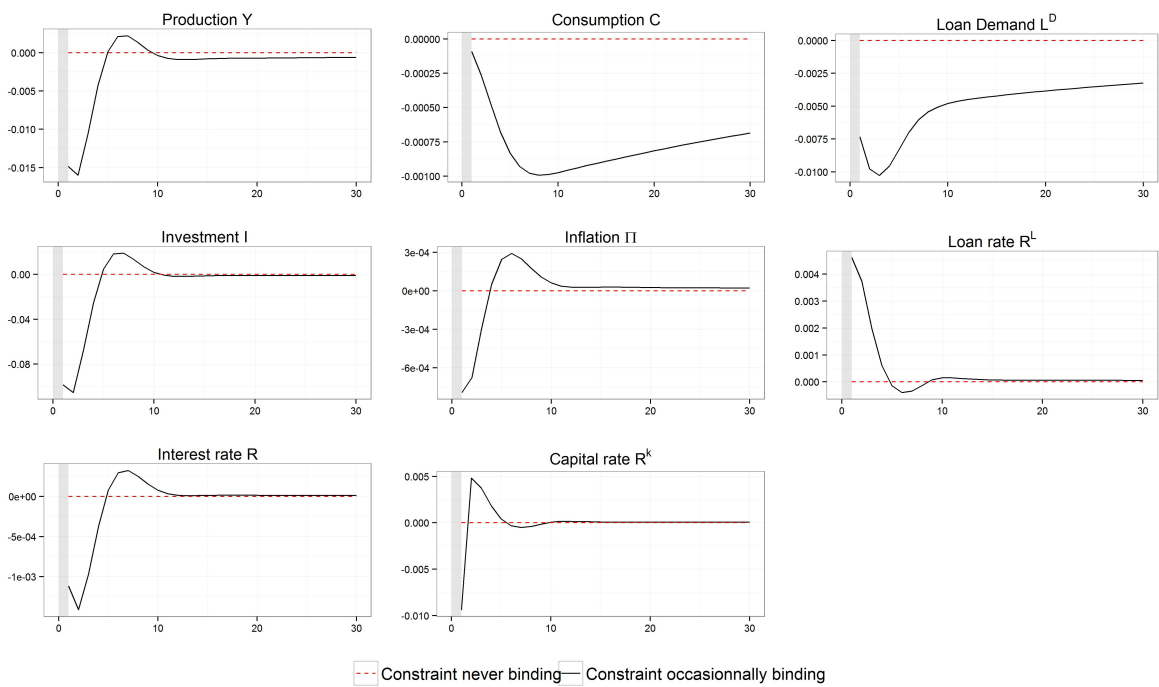 Production Y
0.000
-0.005
-0.010
-0.015
0 10 20 30
Consumption C
0.00000
-0.00025
-0.00050
-0.00075
-0.00100
0 10 20 30
Loan Demand L^D
0.0000
-0.0025
-0.0050
-0.0075
-0.0100
0 10 20 30
Investment I
0.00
-0.04
-0.08
0 10 20 30
Inflation Π
3e-04
0e+00
-3e-04
-6e-04
0 10 20 30
Loan rate R^L
0.004
0.003
0.002
0.001
0.000
0 10 20 30
Interest rate R
0e+00
-5e-04
-1e-03
0 10 20 30
Capital rate R^k
0.005
0.000
-0.005
-0.010
0 10 20 30
Constraint never binding Constraint occasionnally binding